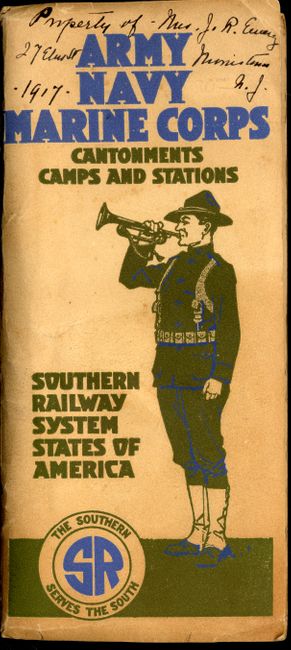 Property of - Mrs. J. R.
27 Elm St Morristown
- 1917 - N. J.
ARMY
NAVY
MARINE CORPS
CANTONMENTS
CAMPS AND STATIONS
SOUTHERN
RAILWAY
SYSTEM
STATES OF
AMERICA
THE SOUTHERN
SR
SERVES THE SOUTH